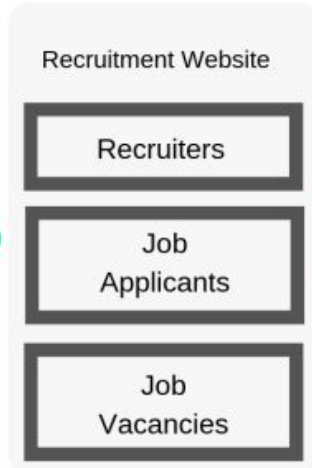 Recruitment Website
Recruiters
Job
Applicants
Job
Vacancies